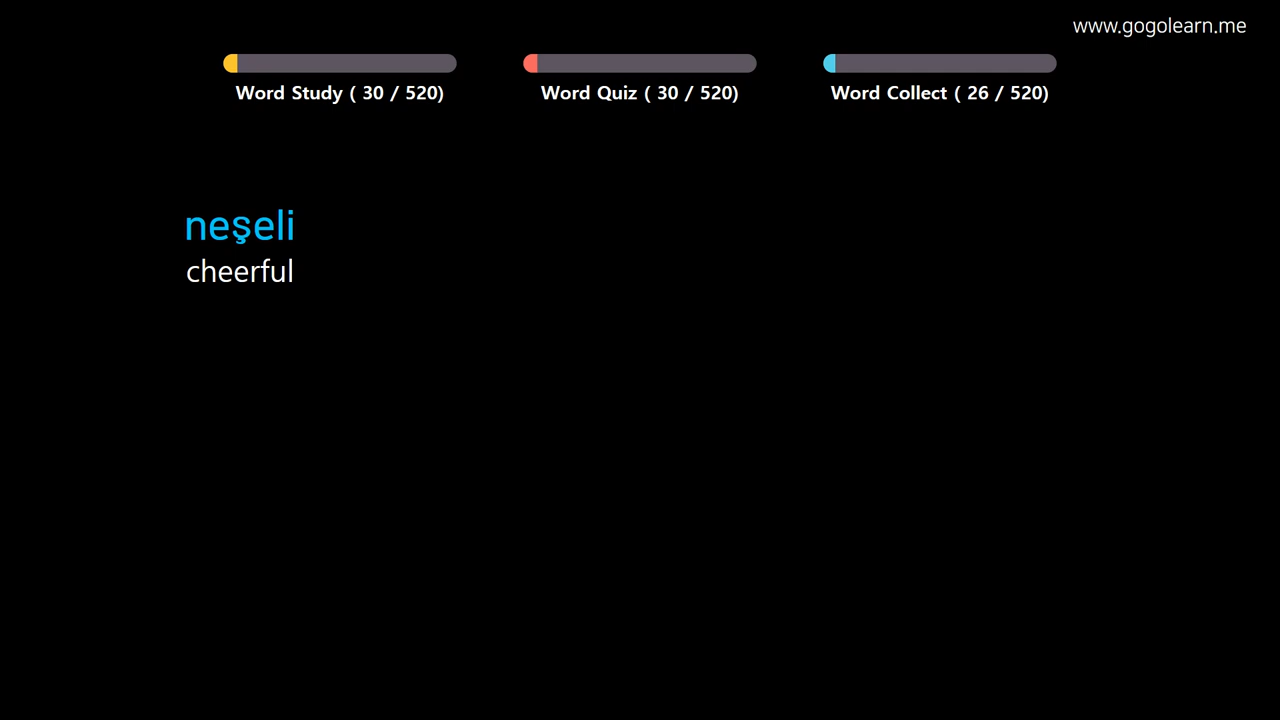 www.gogolearn.me
Word Study ( 30 / 520)
Word Quiz ( 30 / 520)
Word Collect ( 26 / 520)
neşeli
cheerful